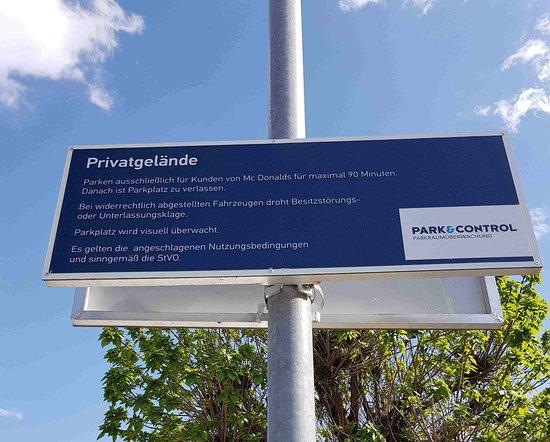 Privatgelände
Parken ausschließlich für Kunden von Mc Donalds für maximal 90 Minuten.
Danach ist Parkplatz zu verlassen.
Bei widerrechtlich abgestellten Fahrzeugen droht Besitzstörungs-
oder Unterlassungsklage.
Parkplatz wird visuell überwacht.
Es gelten die angeschlagenen Nutzungsbedingungen
und sinngemäß die StVO.
PARK&CONTROL
PARKRAUMÜBERWACHUNG